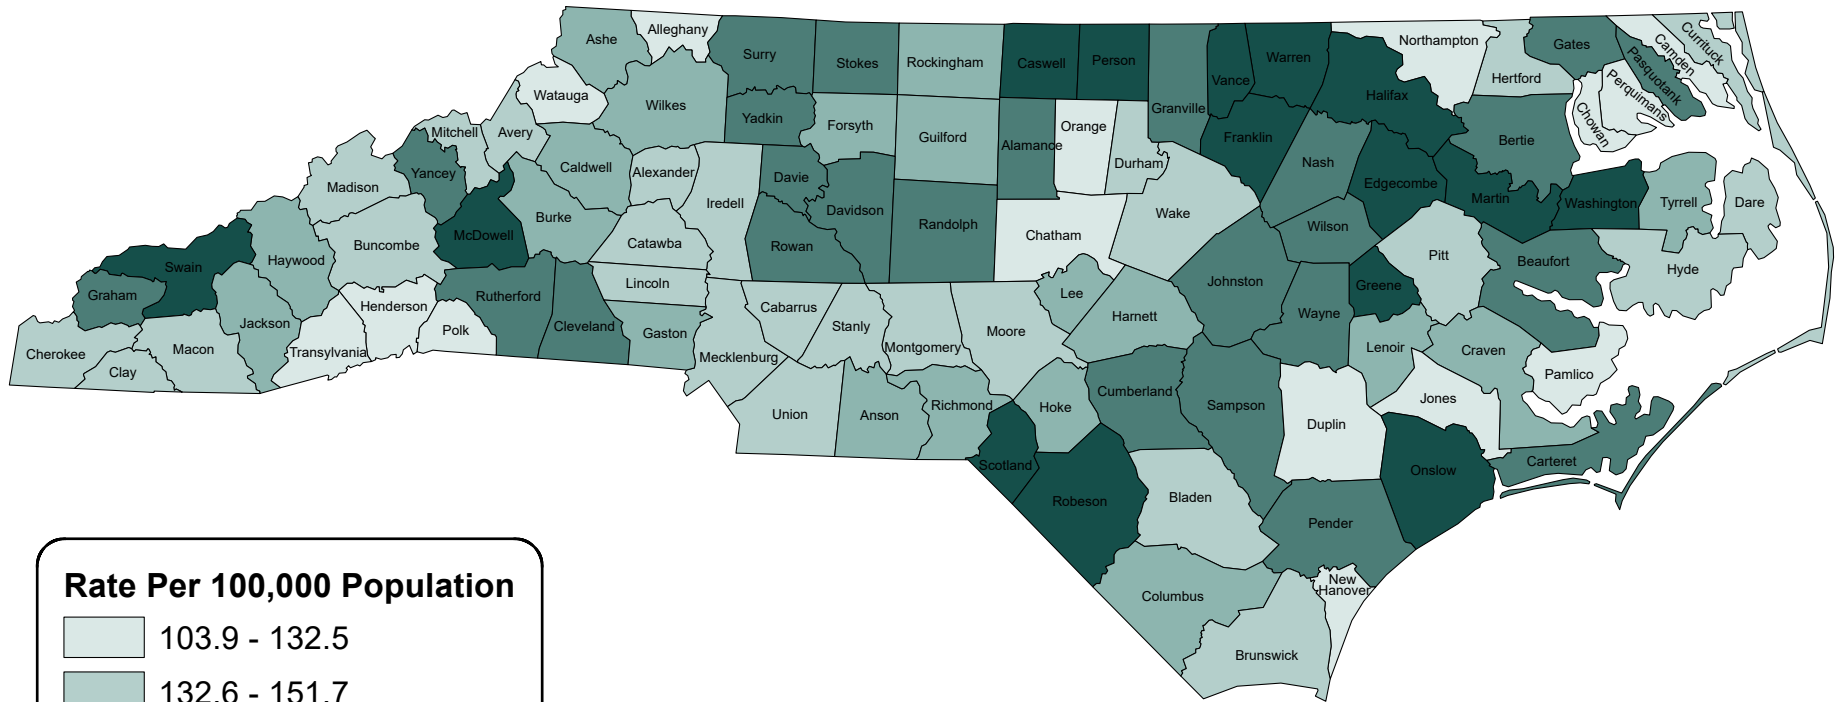 Ashe
Alleghany
Surry
Stokes
Rockingham
Caswell
Person
Granville
Vance
Warren
Halifax
Northampton
Hertford
Gates
Pasquotank
Camden
Currituck
Perquimans
Chowan
Watauga
Wilkes
Yadkin
Forsyth
Guilford
Alamance
Orange
Durham
Franklin
Nash
Edgecombe
Bertie
Martin
Washington
Tyrrell
Dare
Mitchell
Avery
Yancey
Caldwell
Alexander
Iredell
Davie
Davidson
Randolph
Chatham
Wake
Wilson
Pitt
Beaufort
Hyde
Madison
Buncombe
McDowell
Burke
Catawba
Rowan
Lincoln
Johnston
Greene
Wayne
Swain
Haywood
Graham
Jackson
Henderson
Polk
Rutherford
Cleveland
Gaston
Cabarrus
Stanly
Montgomery
Moore
Lee
Harnett
Lenoir
Craven
Pamlico
Cherokee
Clay
Macon
Transylvania
Mecklenburg
Union
Anson
Richmond
Hoke
Cumberland
Sampson
Duplin
Jones
Onslow
Carteret
Scotland
Robeson
Bladen
Pender
Columbus
Brunswick
New
Hanover
Rate Per 100,000 Population
103.9 - 132.5
132.6 - 151.7